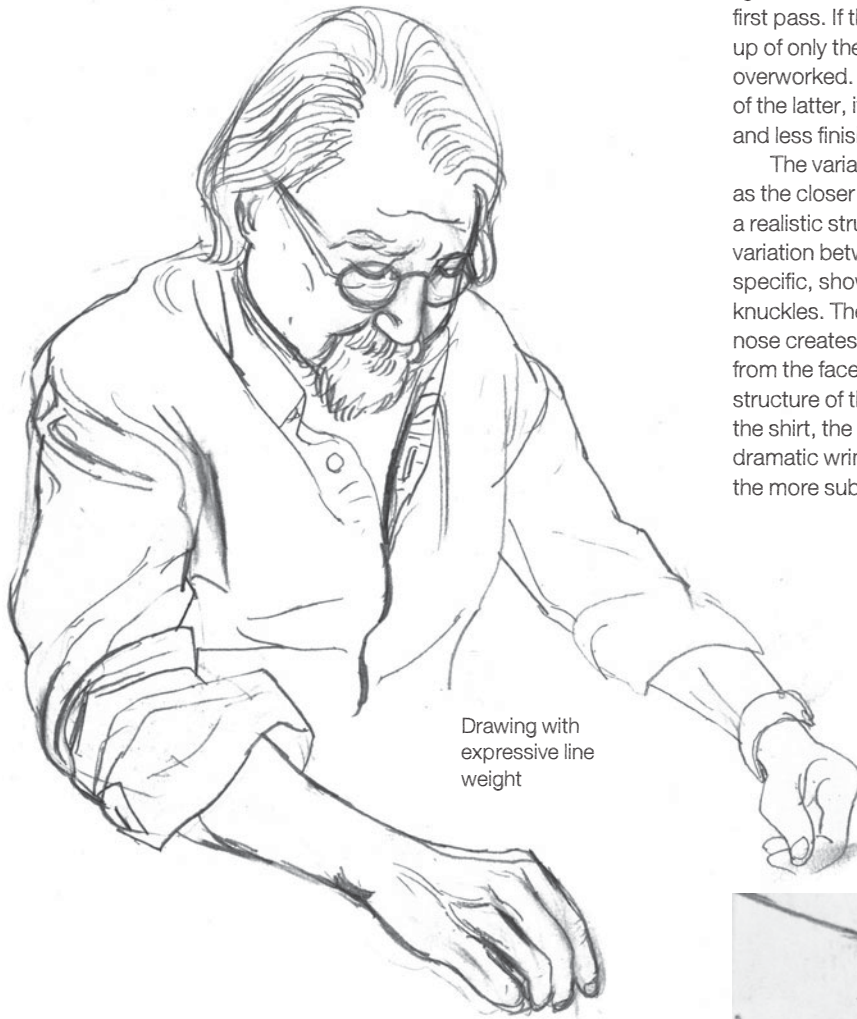 first pass. If th
up of only the
overworked.
of the latter, i
and less finis
The varia
as the closer
a realistic stru
variation betw
specific, show
knuckles. The
nose creates
from the face
structure of th
the shirt, the
dramatic wrin
the more sub
Drawing with
expressive line
weight